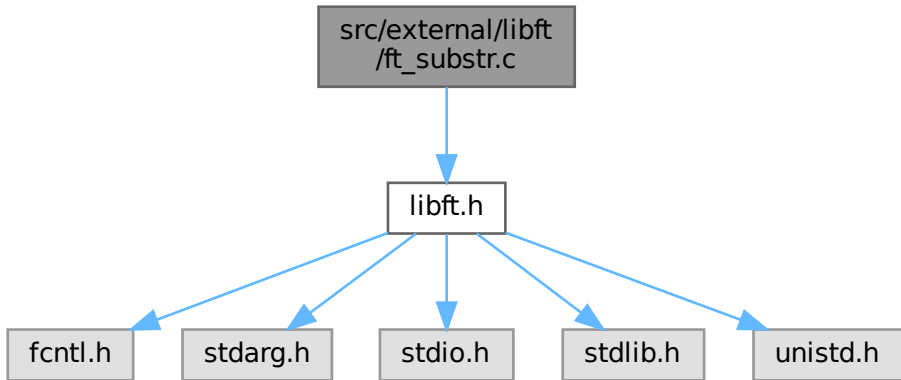 src/external/libft
/ft_substr.c
libft.h
fcntl.h
stdarg.h
stdio.h
stdlib.h
unistd.h